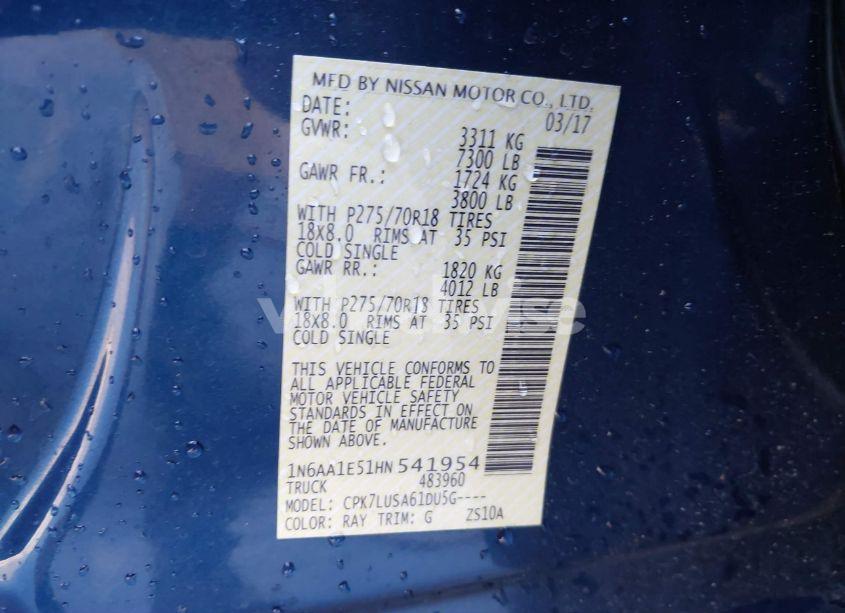 MFD BY NISSAN MOTOR CO., LTD.
DATE: 03/17
GVWR: 3311 KG
7300 LB
GAWR FR.: 1724 KG
3800 LB
WITH P275/70R18 TIRES
18X8.0 RIMS AT 35 PSI
COLD SINGLE
GAWR RR.: 1820 KG
4012 LB
WITH P275/70R18 TIRES
18X8.0 RIMS AT 35 PSI
COLD SINGLE
THIS VEHICLE CONFORMS TO
ALL APPLICABLE FEDERAL
MOTOR VEHICLE SAFETY
STANDARDS IN EFFECT ON
THE DATE OF MANUFACTURE
SHOWN ABOVE.
1N6AA1E51HN541954
TRUCK 483960
MODEL: CPK7LUSA61DU5G----
COLOR: RAY TRIM: G ZS10A